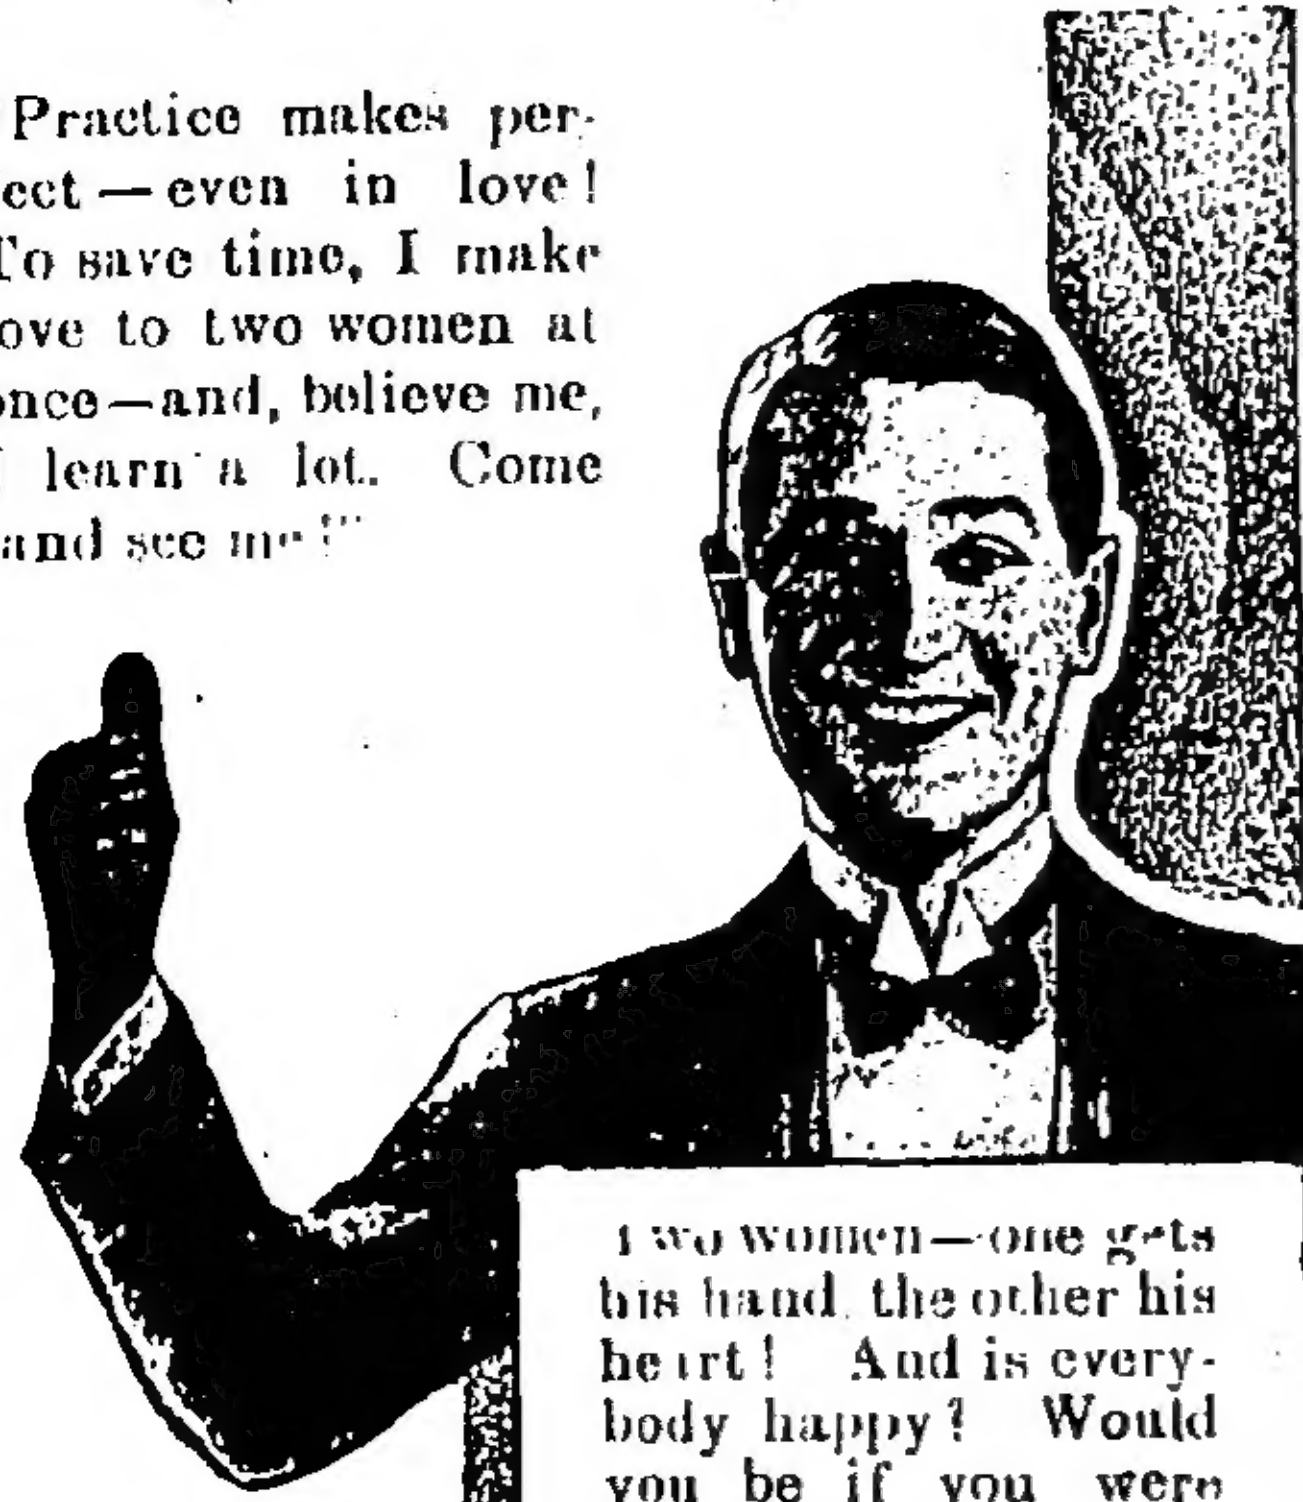 Practice makes per-
ect—even in love!
To save time, I make
ove to two women at
once—and, believe me,
I learn a lot. Come
and see me!"
two women—one gets
his hand, the other his
heart! And is every-
body happy? Would
you be if you were